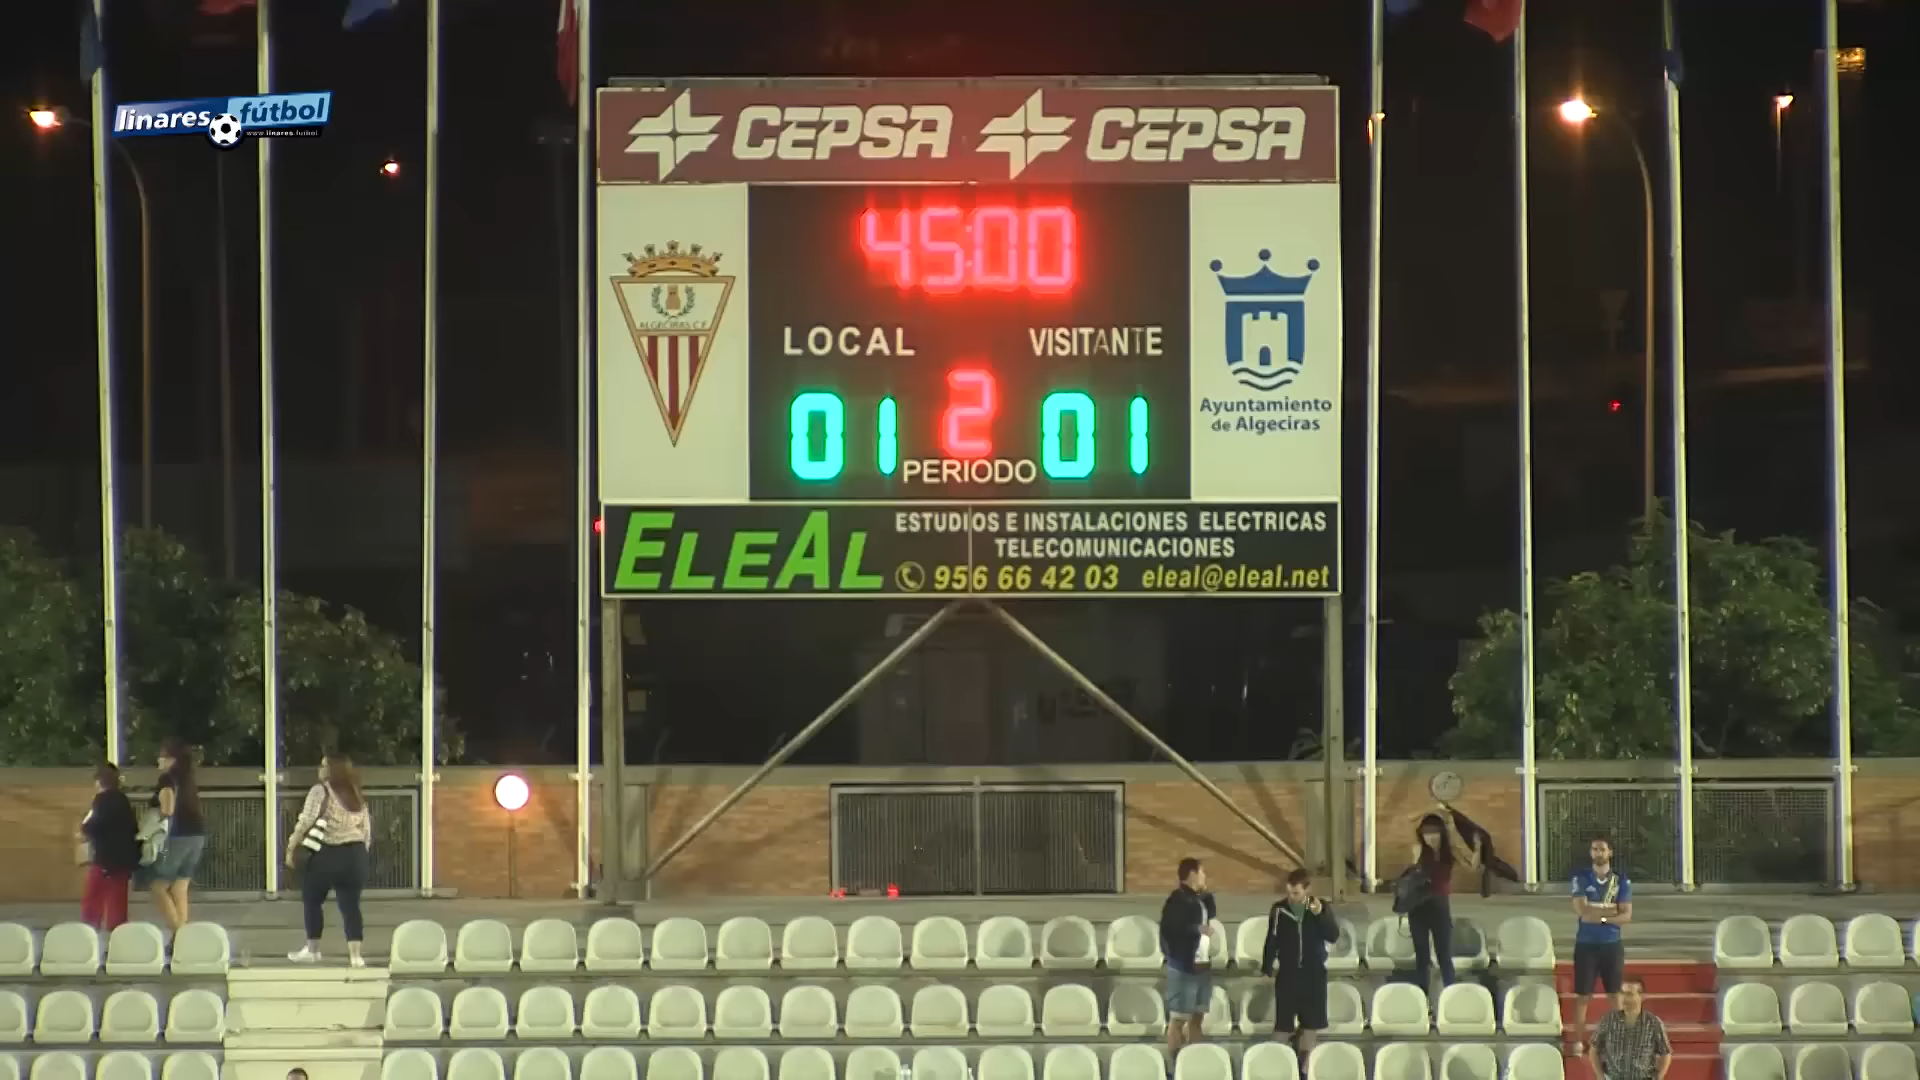 linares fútbol
www.linares.futbol
CEPSA CEPSA
45:00
ALGECIRAS C.F.
LOCAL VISITANTE
01 2 01
PERIODO
Ayuntamiento
de Algeciras
ELEAL
ESTUDIOS E INSTALACIONES ELECTRICAS
TELECOMUNICACIONES
956 66 42 03 eleal@eleal.net